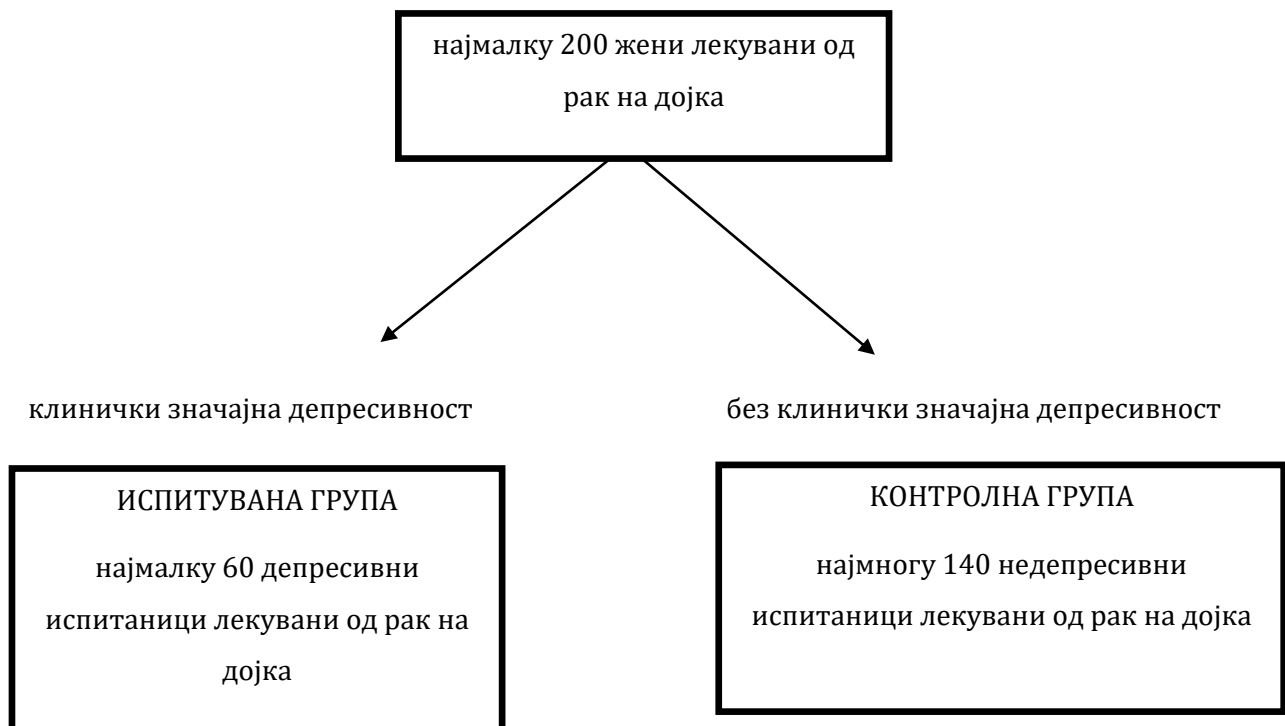 најмалку 200 жени лекувани од
рак на дојка
клинички значајна депресивност
без клинички значајна депресивност
ИСПИТУВАНА ГРУПА
најмалку 60 депресивни
испитаници лекувани од рак на
дојка
КОНТРОЛНА ГРУПА
најмногу 140 недепресивни
испитаници лекувани од рак на дојка